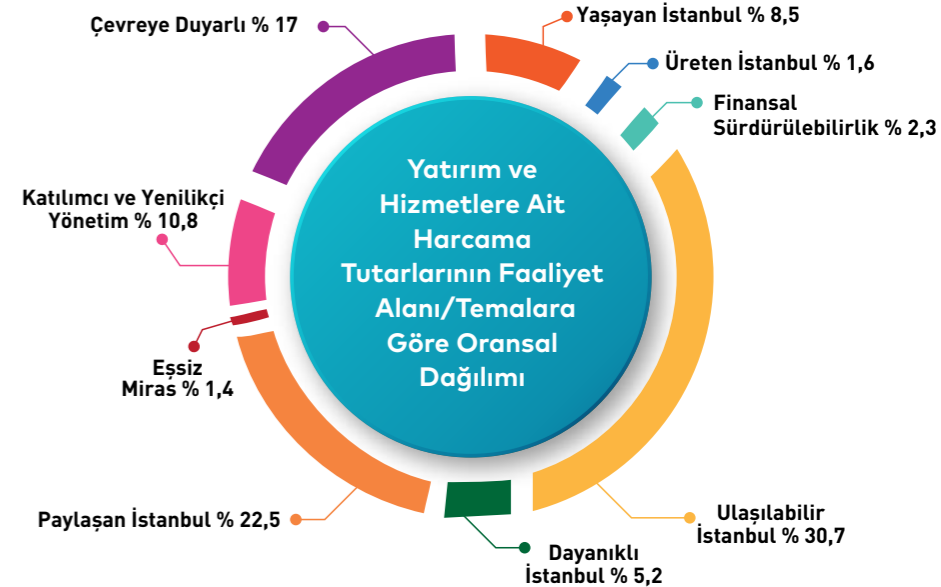 Çevreye Duyarlı % 17
Yaşayan İstanbul % 8,5
Üreten İstanbul % 1,6
Finansal
Sürdürülebilirlik % 2,3
Yatırım ve
Hizmetlere Ait
Harcama
Tutarlarının Faaliyet
Alanı/Temalara
Göre Oransal
Dağılımı
Katılımcı ve Yenilikçi
Yönetim % 10,8
Eşsiz
Miras % 1,4
Paylaşan İstanbul % 22,5
Ulaşılabilir
İstanbul % 30,7
Dayanıklı
İstanbul % 5,2